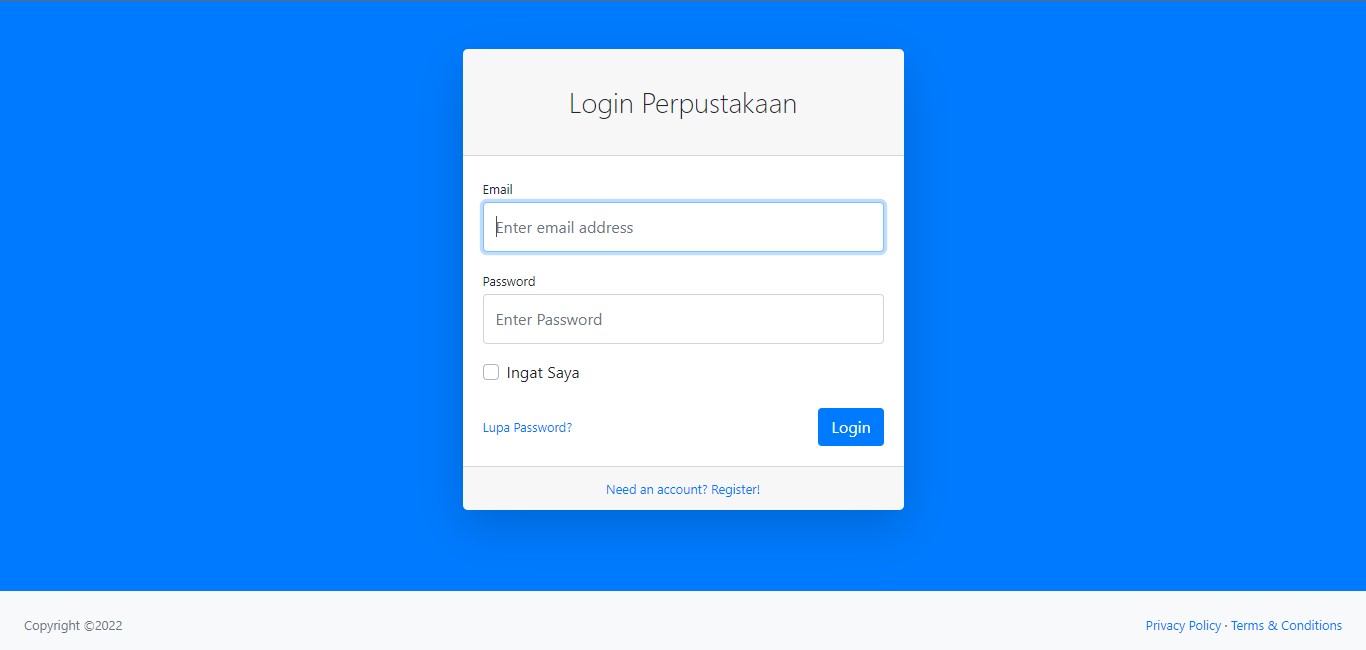 Login Perpustakaan
Email
Enter email address
Password
Enter Password
Ingat Saya
Lupa Password? Login
Need an account? Register!
Copyright ©2022 Privacy Policy · Terms & Conditions